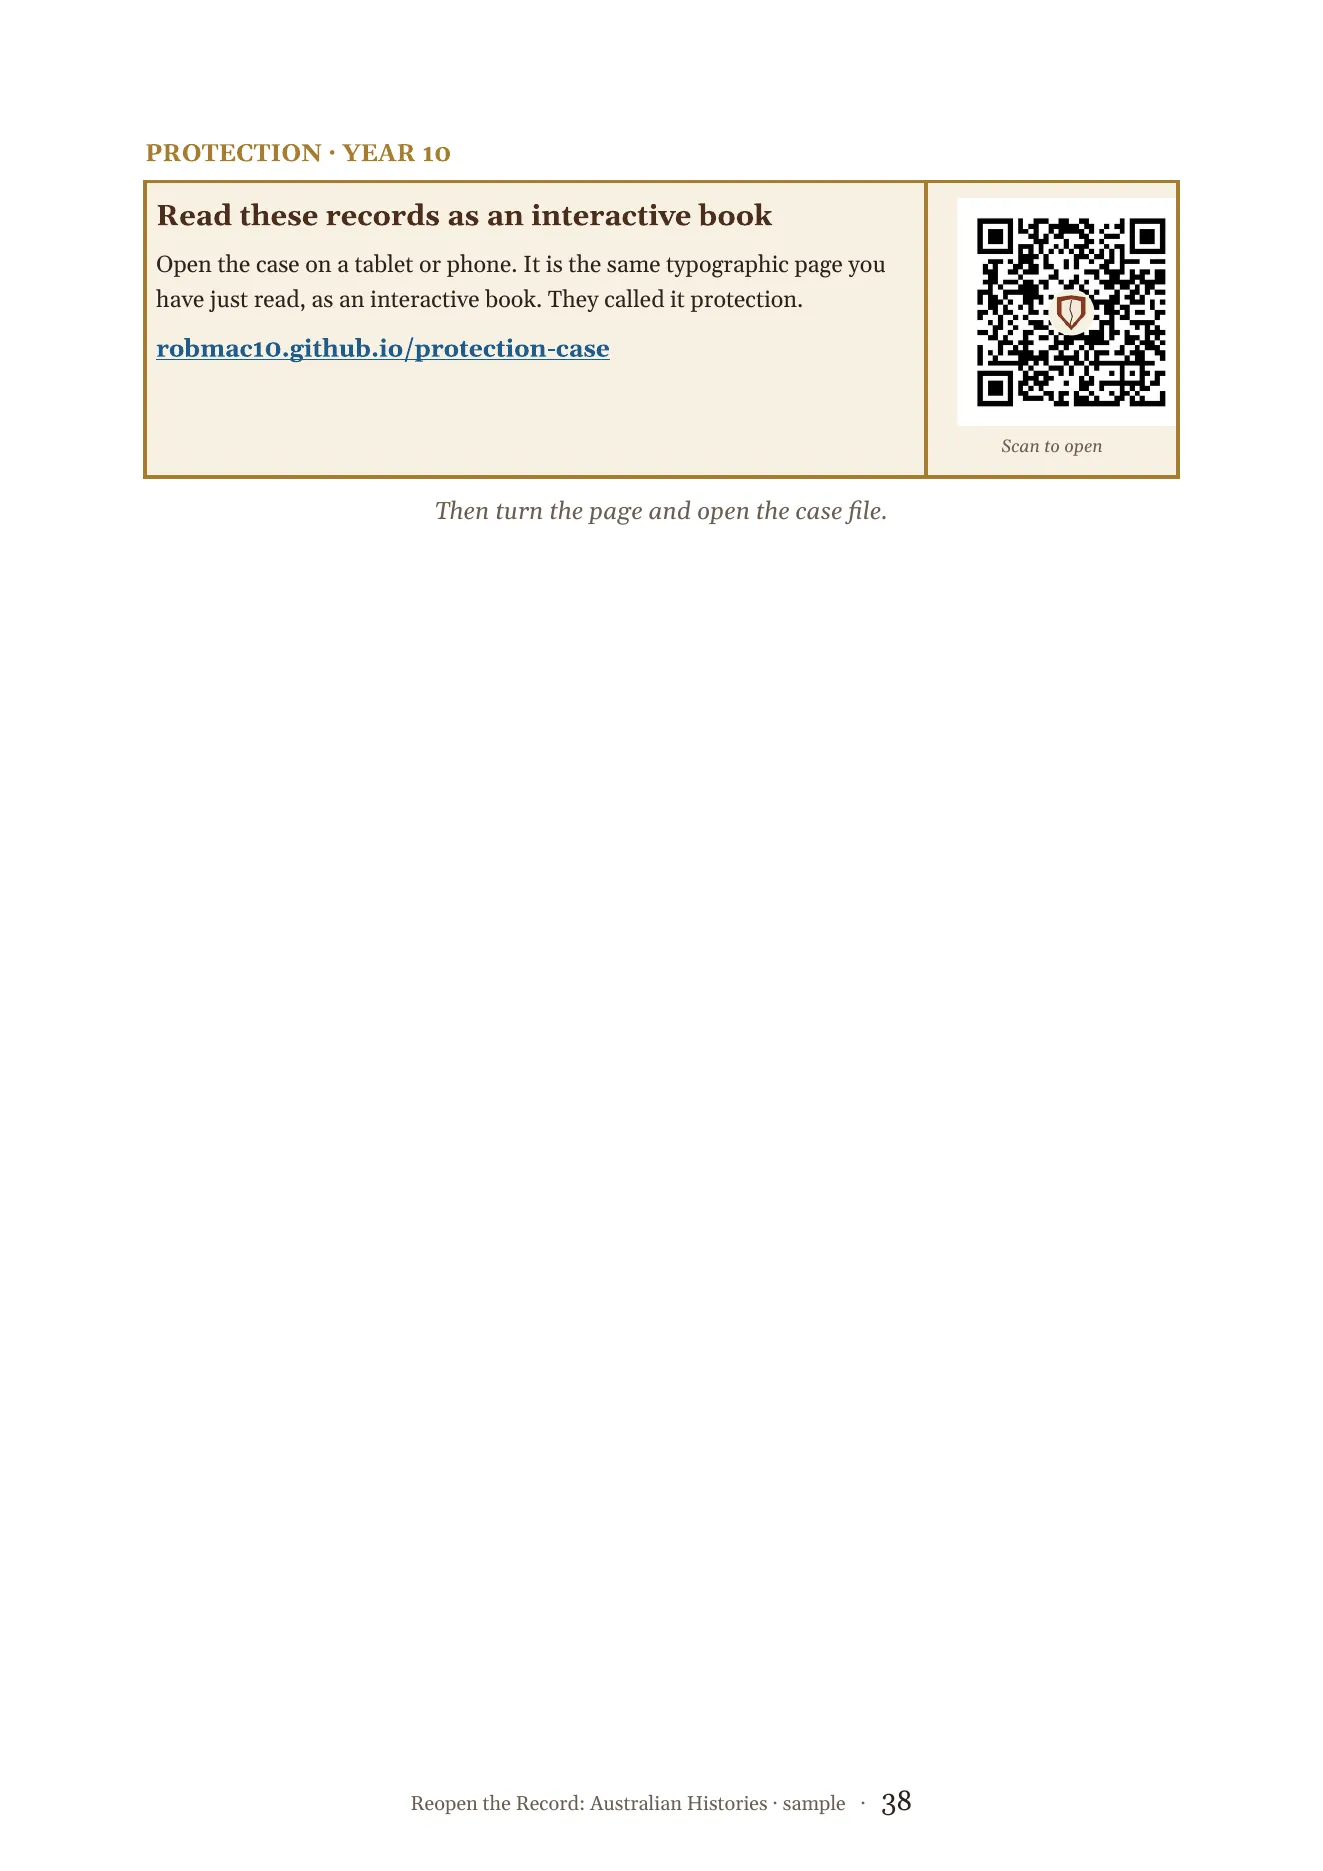 PROTECTION · YEAR 10
Read these records as an interactive book
Open the case on a tablet or phone. It is the same typographic page you
have just read, as an interactive book. They called it protection.
robmac10.github.io/protection-case
Scan to open
Then turn the page and open the case file.
Reopen the Record: Australian Histories · sample · 38